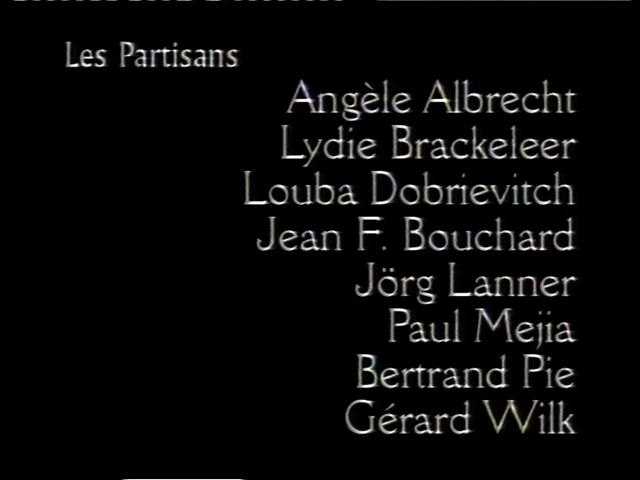 Les Partisans
Angèle Albrecht
Lydie Brackeleer
Louba Dobrievitch
Jean F. Bouchard
Jörg Lanner
Paul Mejia
Bertrand Pie
Gérard Wilk